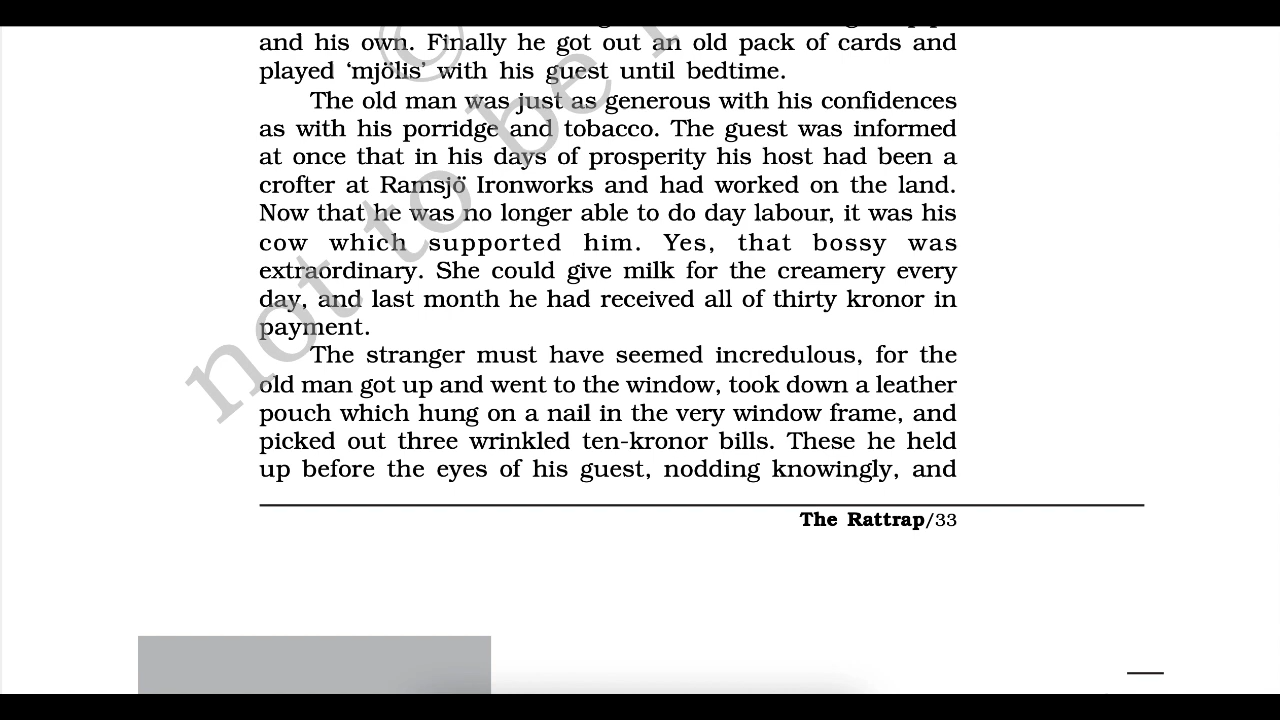 and his own. Finally he got out an old pack of cards and
played ‘mjölis’ with his guest until bedtime.
The old man was just as generous with his confidences
as with his porridge and tobacco. The guest was informed
at once that in his days of prosperity his host had been a
crofter at Ramsjö Ironworks and had worked on the land.
Now that he was no longer able to do day labour, it was his
cow which supported him. Yes, that bossy was
extraordinary. She could give milk for the creamery every
day, and last month he had received all of thirty kronor in
payment.
The stranger must have seemed incredulous, for the
old man got up and went to the window, took down a leather
pouch which hung on a nail in the very window frame, and
picked out three wrinkled ten-kronor bills. These he held
up before the eyes of his guest, nodding knowingly, and
The Rattrap/33
©
not to be